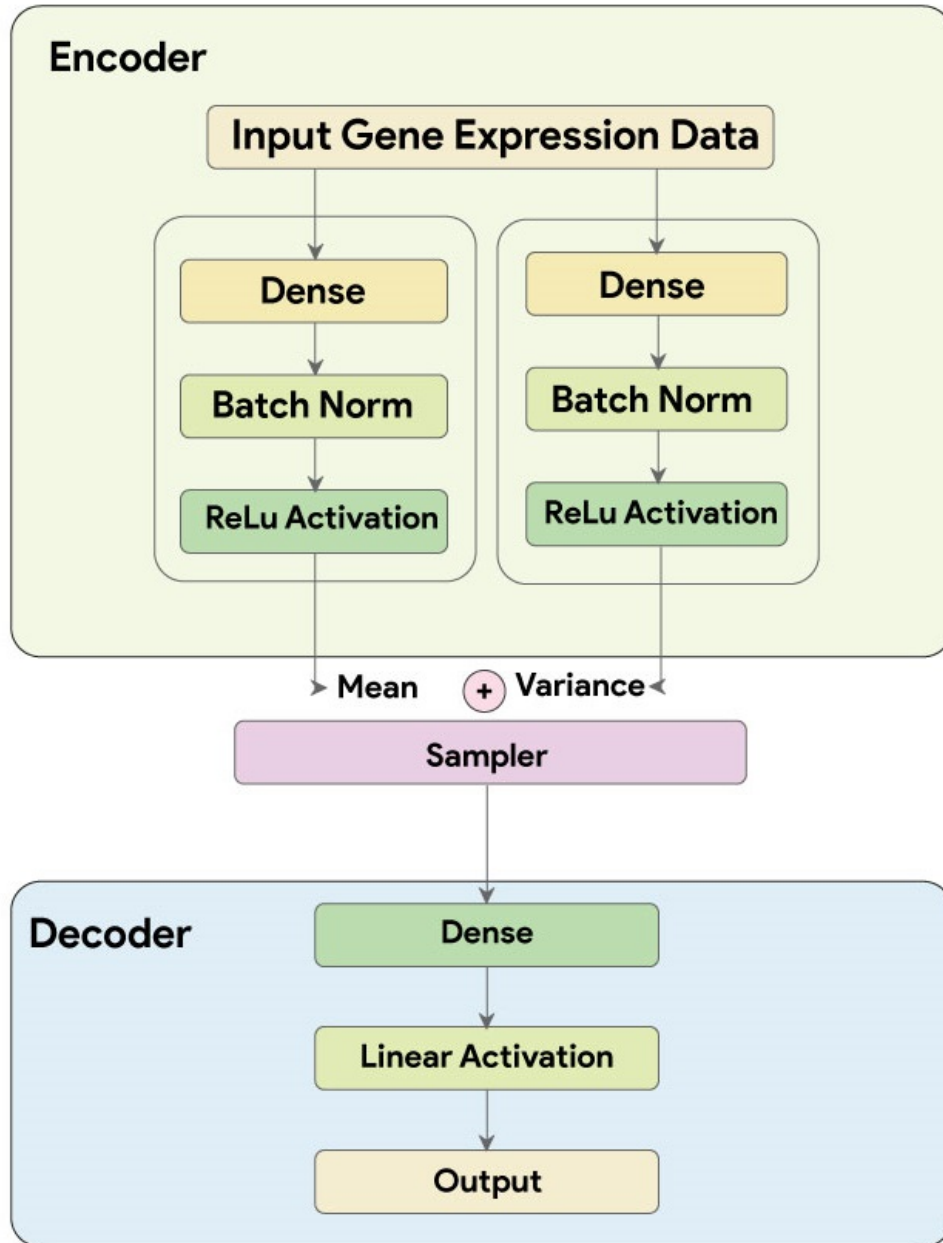 Encoder
Input Gene Expression Data
Dense
Batch Norm
ReLu Activation
Dense
Batch Norm
ReLu Activation
Mean + Variance
Sampler
Decoder
Dense
Linear Activation
Output